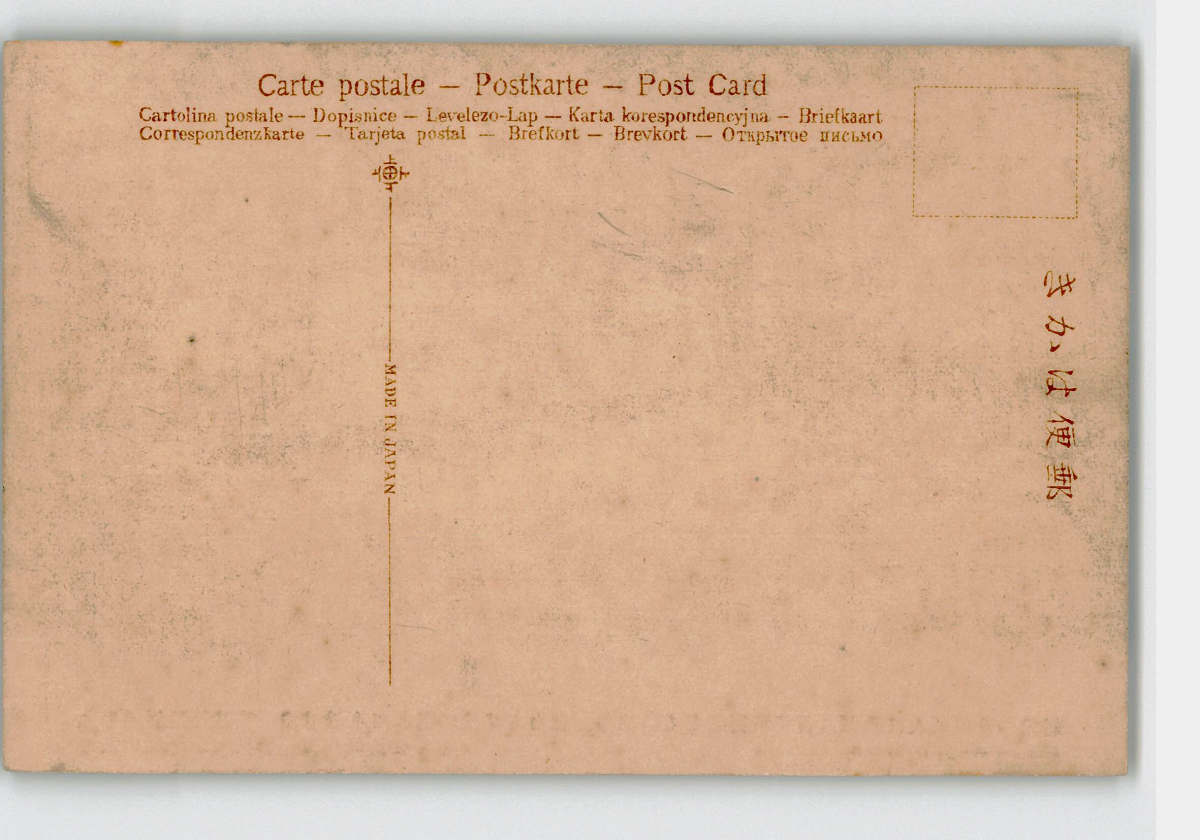 Carte postale — Postkarte — Post Card
Cartolina postale — Dopisnice — Levelezo-Lap — Karta korespondencyjna — Briefkaart
Correspondenzkarte — Tarjeta postal — Brefkort — Brevkort — Открытое письмо
MADE IN JAPAN
きかは便郵